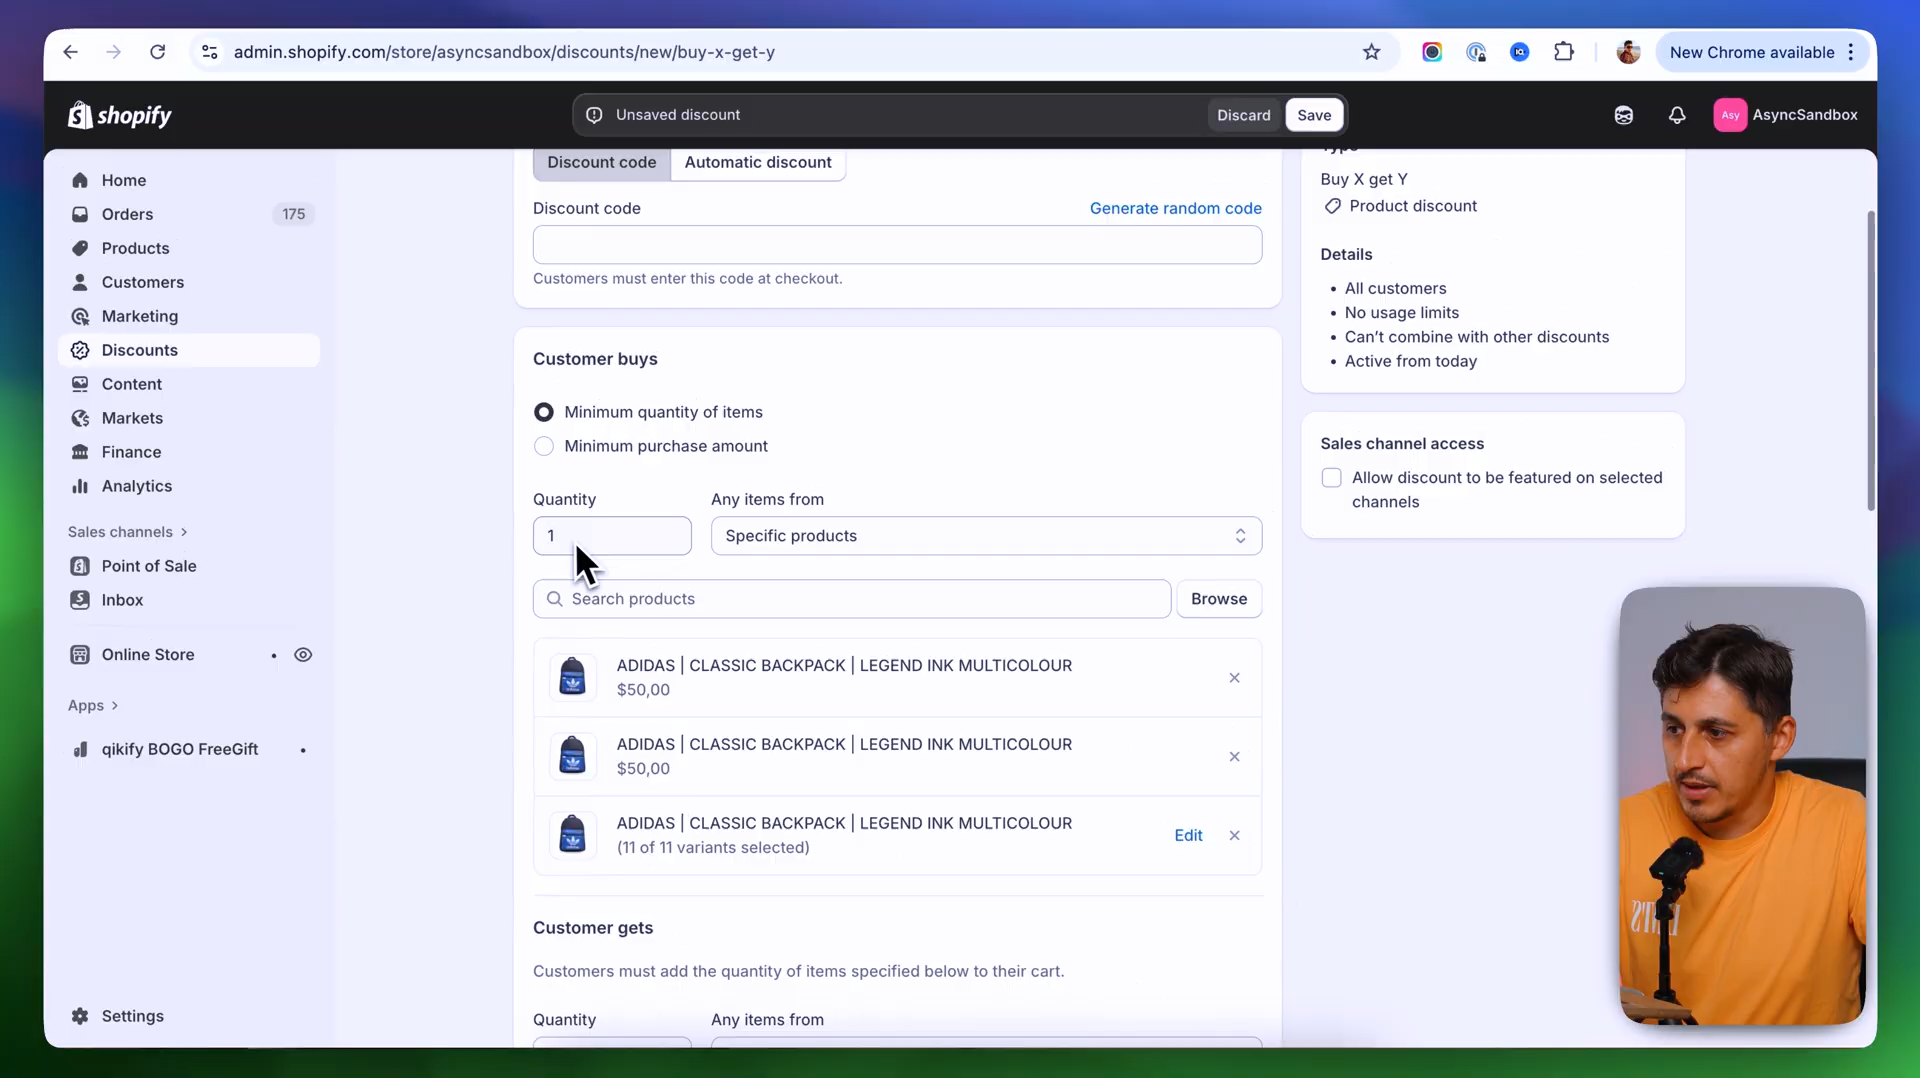 admin.shopify.com/store/asyncsandbox/discounts/new/buy-x-get-y
New Chrome available
shopify
Unsaved discount
Discard
Save
Asy
AsyncSandbox
Home
Orders
175
Products
Customers
Marketing
Discounts
Content
Markets
Finance
Analytics
Sales channels
Point of Sale
Inbox
Online Store
Apps
qikify BOGO FreeGift
Settings
Discount code
Automatic discount
Discount code
Generate random code
Customers must enter this code at checkout.
Customer buys
Minimum quantity of items
Minimum purchase amount
Quantity
Any items from
1
Specific products
Search products
Browse
ADIDAS | CLASSIC BACKPACK | LEGEND INK MULTICOLOUR
$50,00
ADIDAS | CLASSIC BACKPACK | LEGEND INK MULTICOLOUR
$50,00
ADIDAS | CLASSIC BACKPACK | LEGEND INK MULTICOLOUR
(11 of 11 variants selected)
Edit
Customer gets
Customers must add the quantity of items specified below to their cart.
Quantity
Any items from
Type
Buy X get Y
Product discount
Details
• All customers
• No usage limits
• Can't combine with other discounts
• Active from today
Sales channel access
Allow discount to be featured on selected
channels